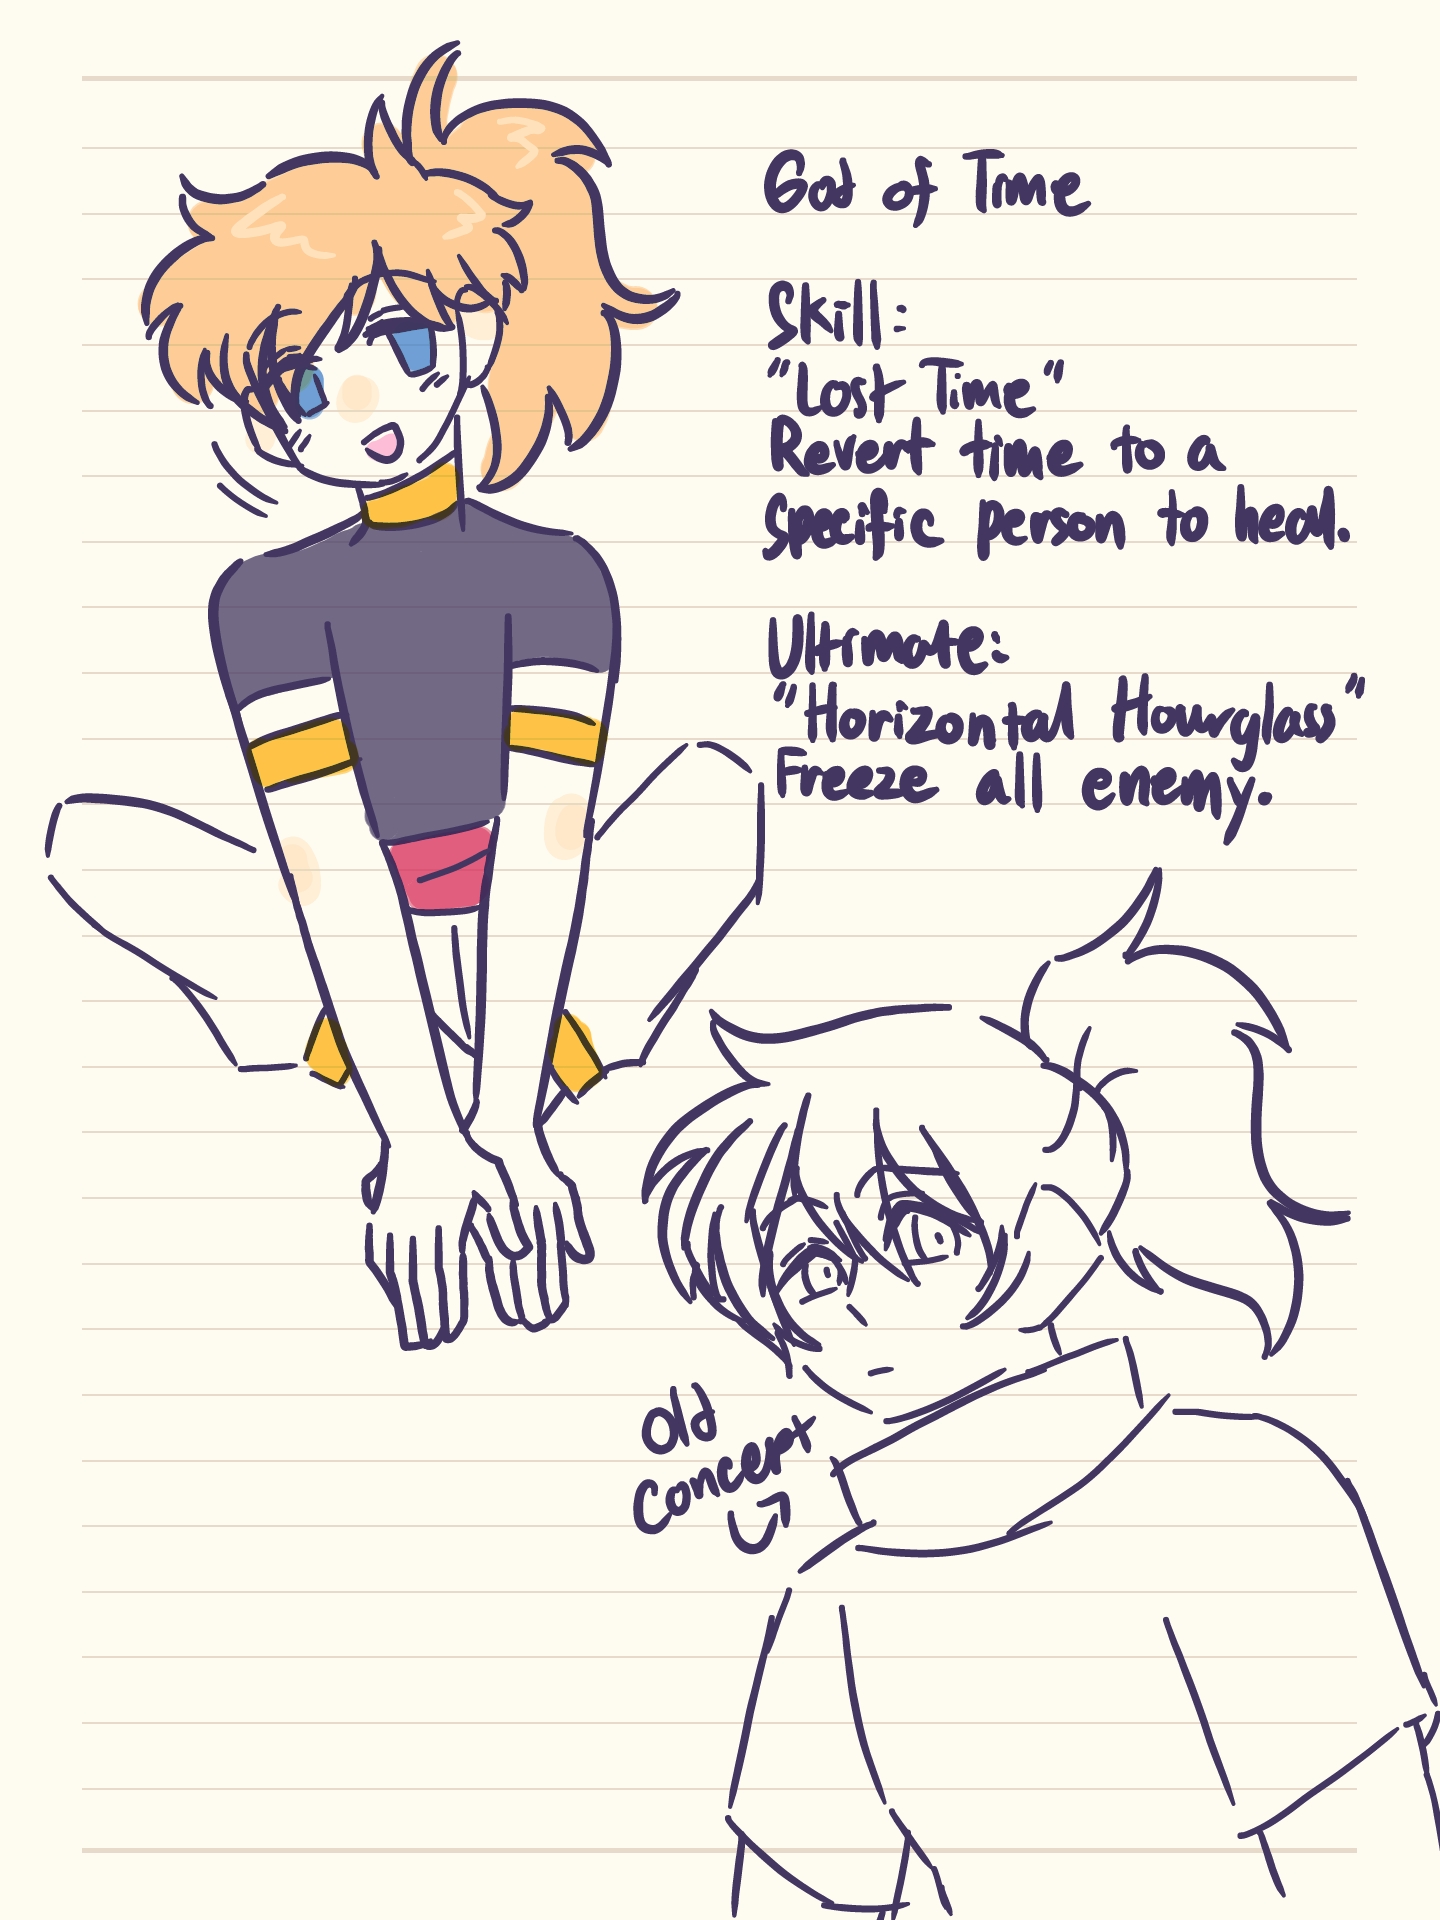 God of Time
Skill:
"Lost Time"
Revert time to a
specific person to heal.
Ultimate:
"Horizontal Hourglass"
Freeze all enemy.
Old
Concept